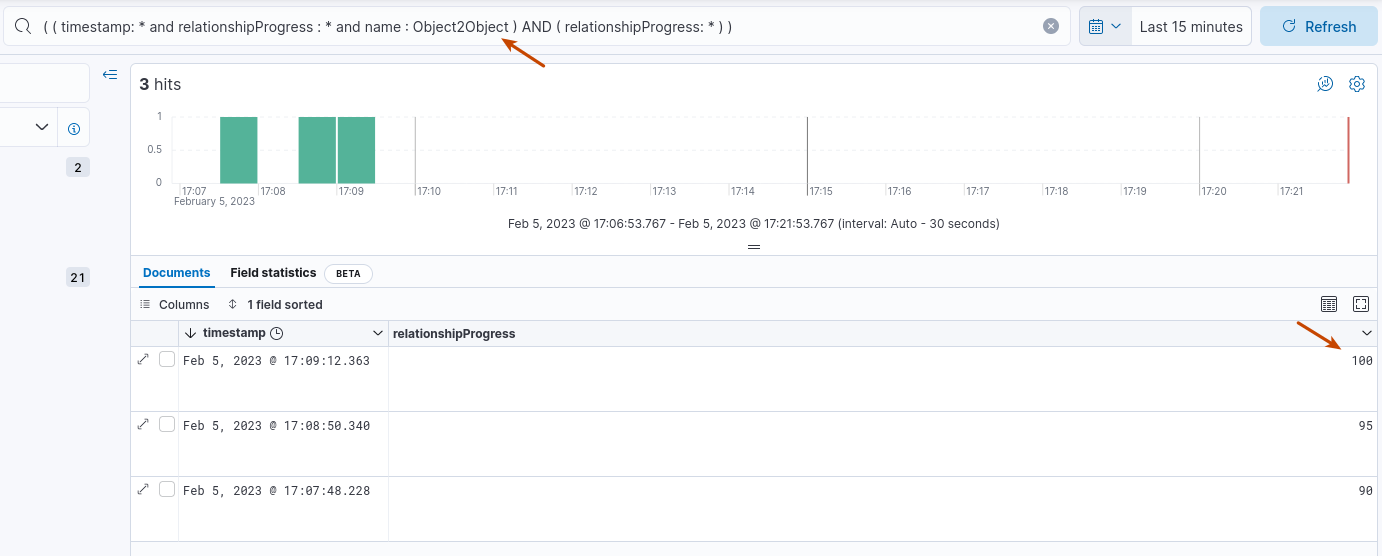 ( ( timestamp: * and relationshipProgress : * and name : Object2Object ) AND ( relationshipProgress: * ) )
Last 15 minutes
Refresh
3 hits
2
21
1
0.5
0
17:07 17:08 17:09 17:10 17:11 17:12 17:13 17:14 17:15 17:16 17:17 17:18 17:19 17:20 17:21
February 5, 2023
Feb 5, 2023 @ 17:06:53.767 - Feb 5, 2023 @ 17:21:53.767 (interval: Auto - 30 seconds)
Documents Field statistics BETA
Columns 1 field sorted
timestamp relationshipProgress
Feb 5, 2023 @ 17:09:12.363 100
Feb 5, 2023 @ 17:08:50.340 95
Feb 5, 2023 @ 17:07:48.228 90